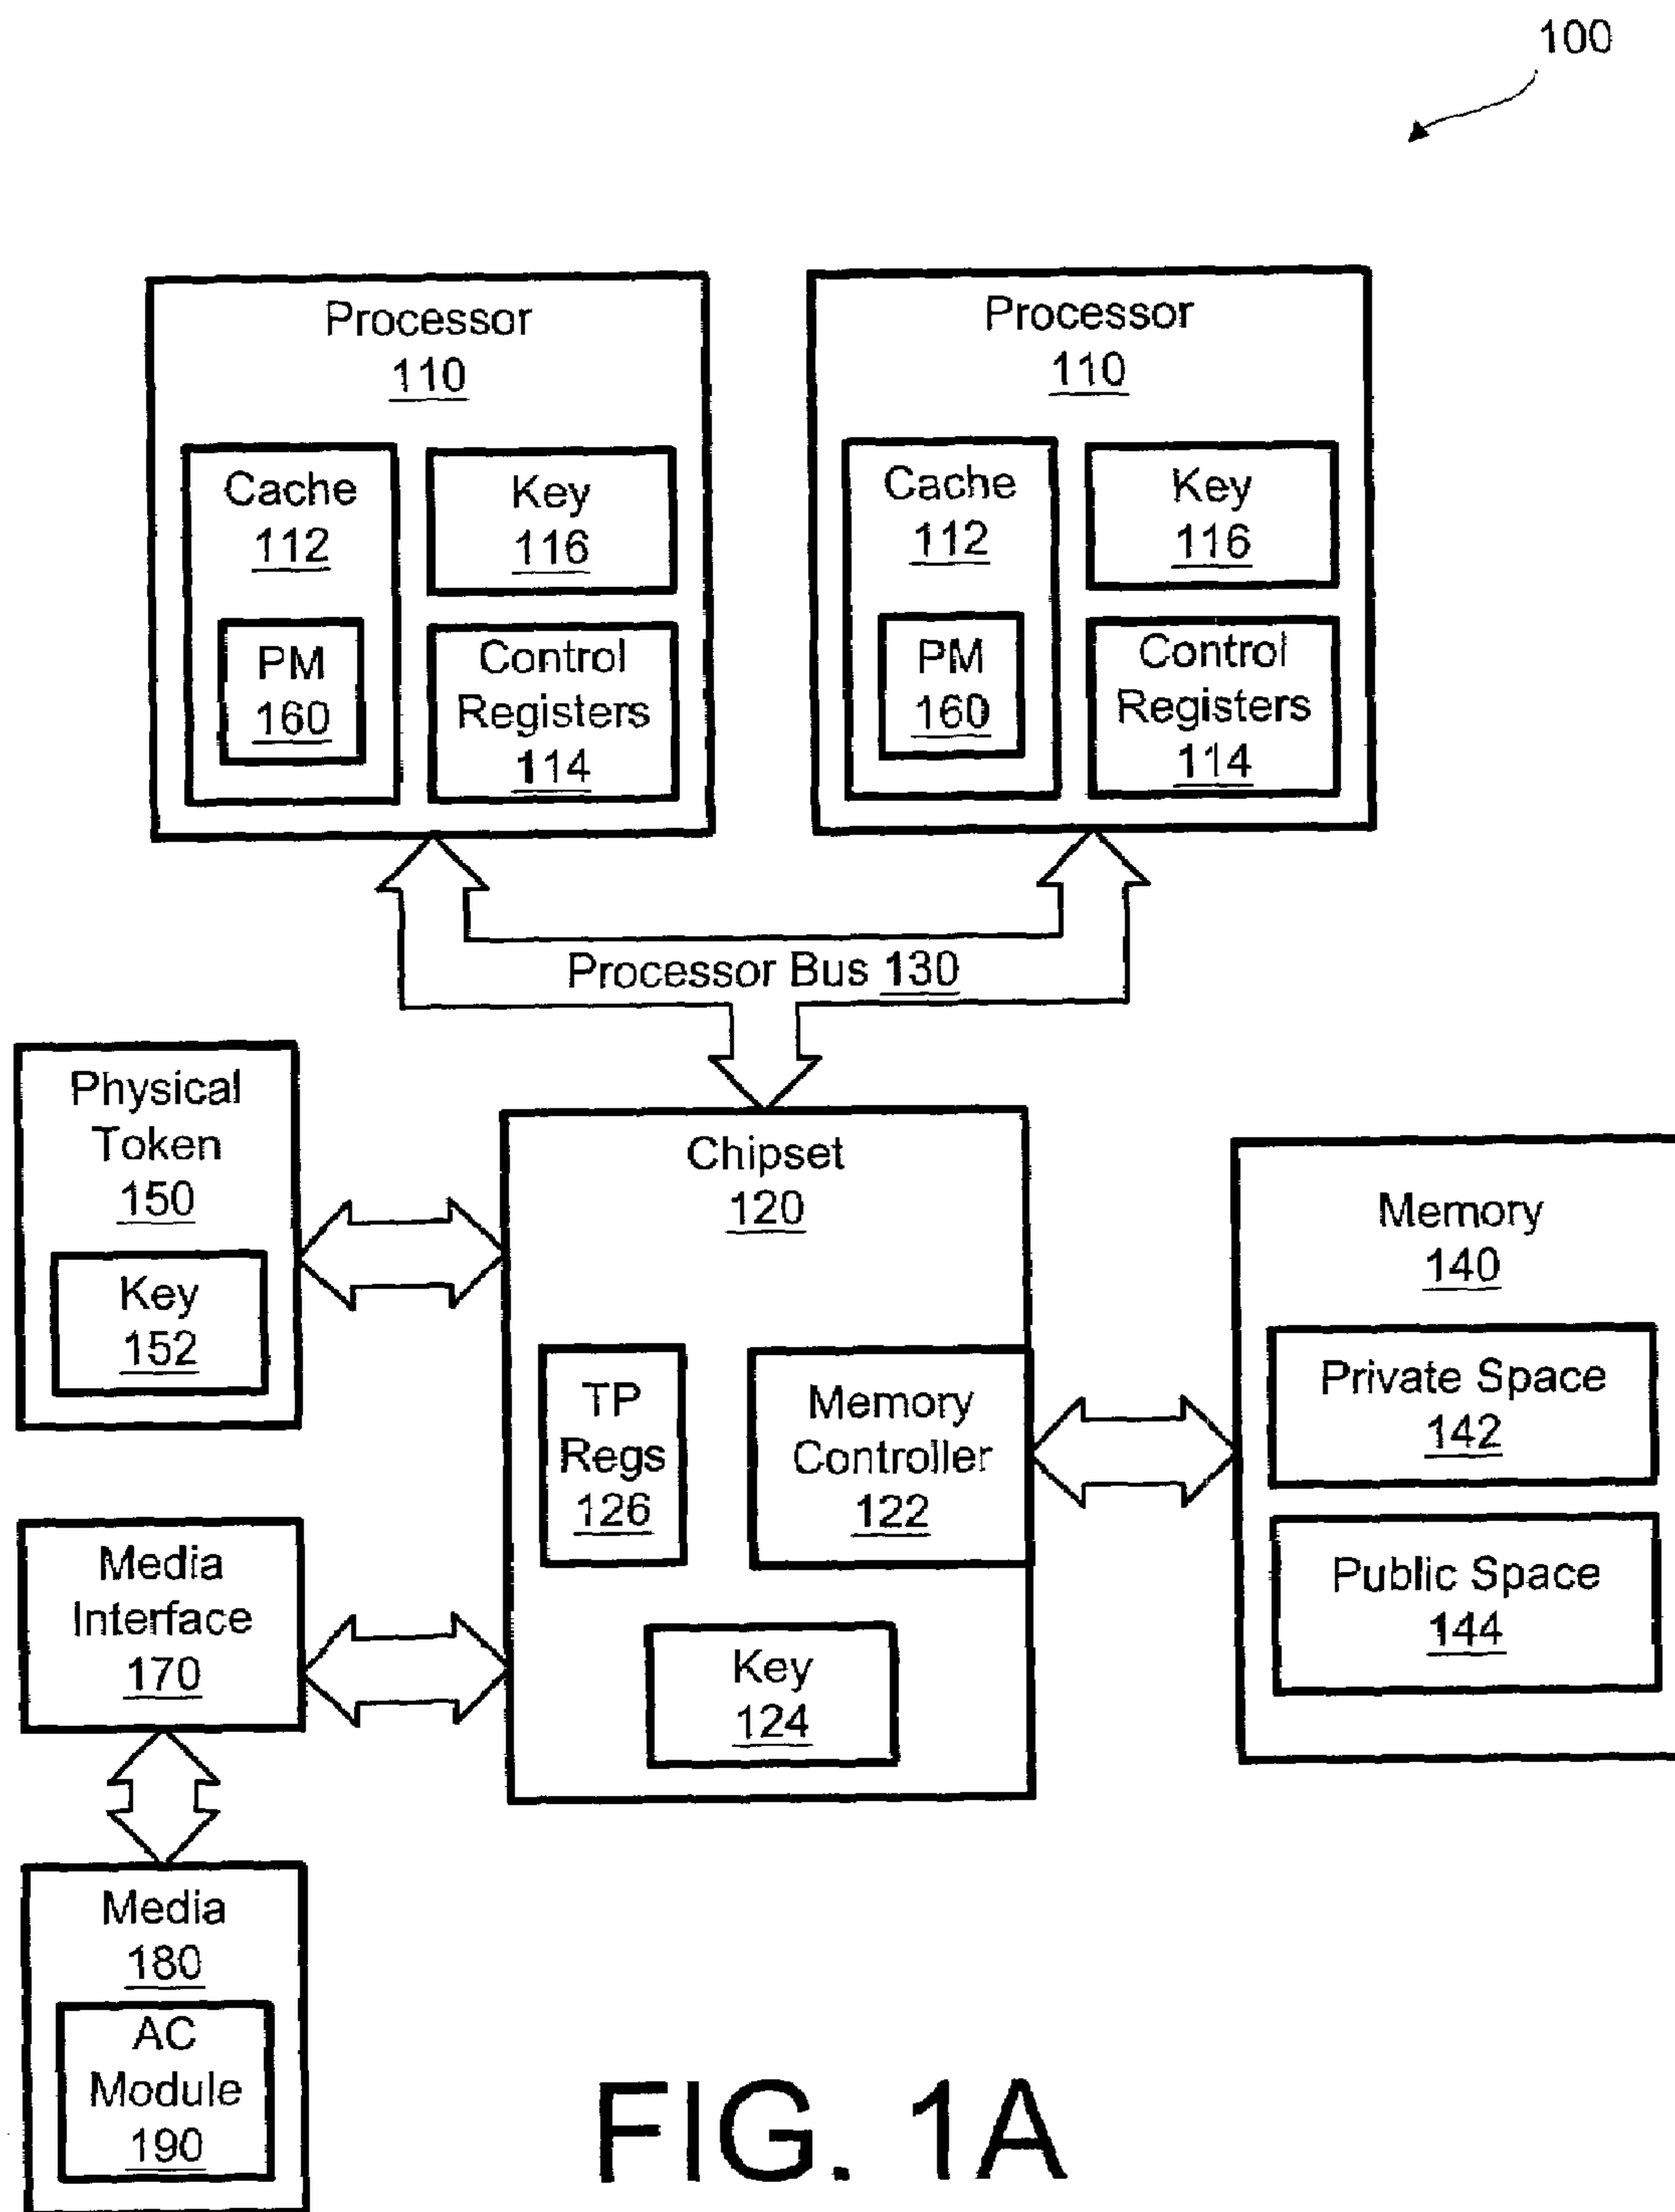 100
Processor
110
Cache
112
PM
160
Key
116
Control
Registers
114
Processor
110
Cache
112
PM
160
Key
116
Control
Registers
114
Processor Bus 130
Physical
Token
150
Key
152
Chipset
120
TP
Regs
126
Memory
Controller
122
Key
124
Memory
140
Private Space
142
Public Space
144
Media
Interface
170
Media
180
AC
Module
190
FIG. 1A